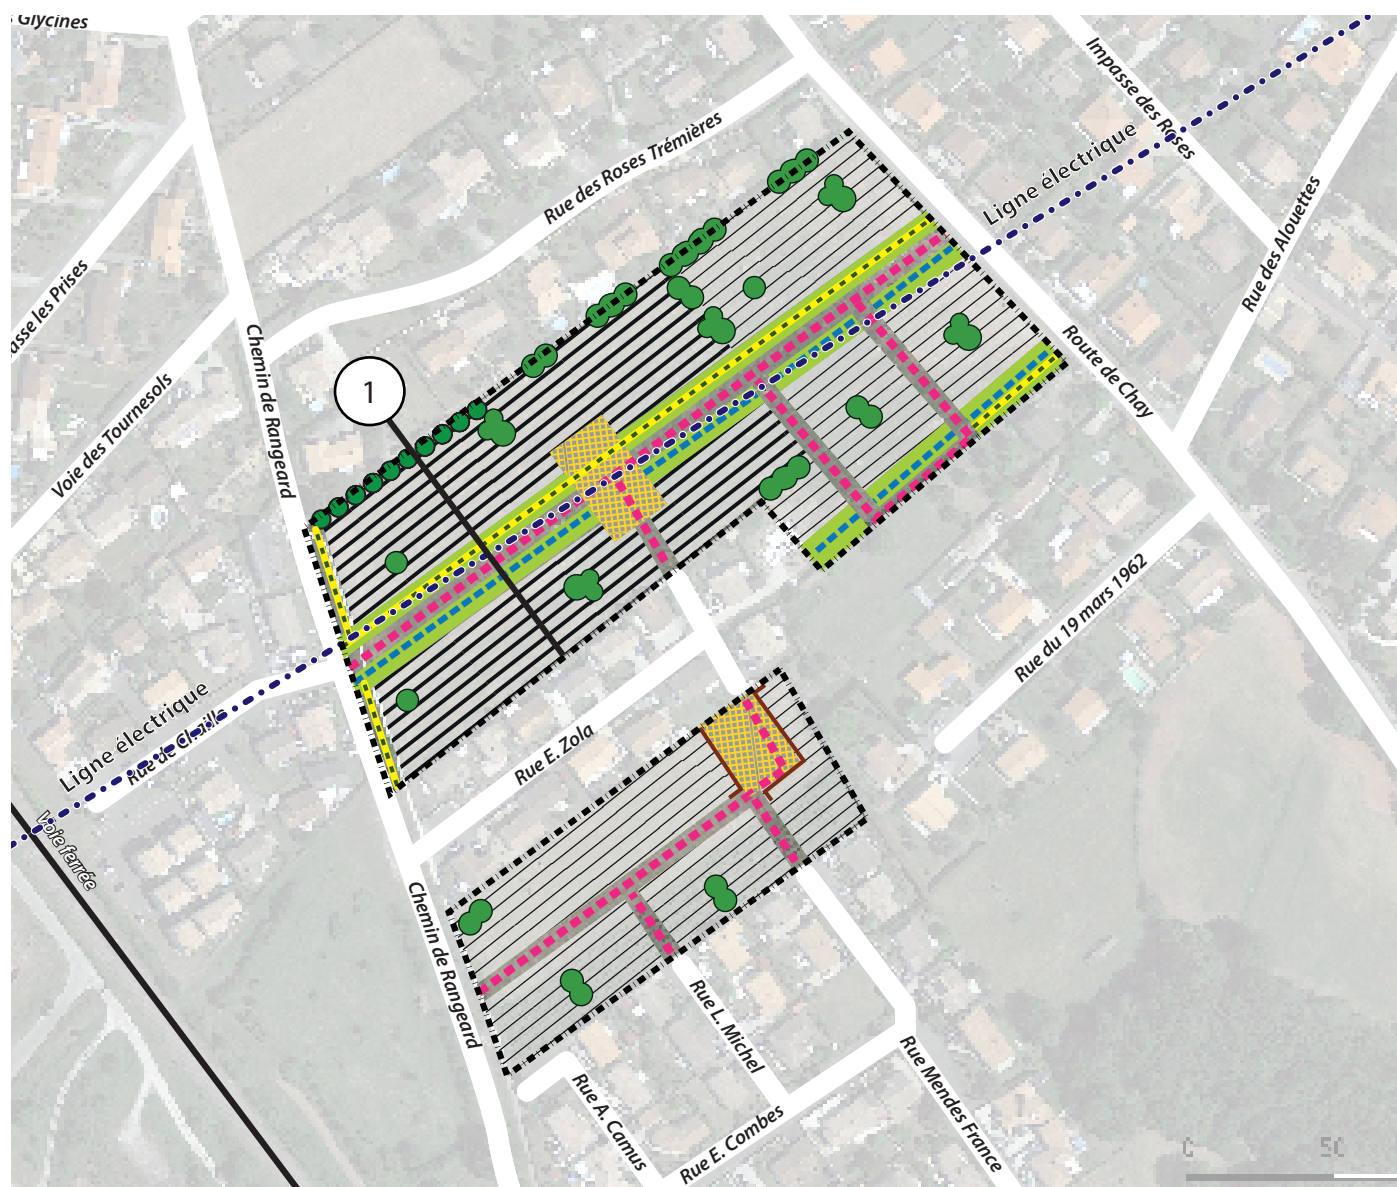 Glycines
Impasse des Roses
Rue des Roses Trémières
Ligne électrique
Rue des Alouettes
asse les Prises
Chemin de Rangeard
Route de Chay
Voie des Tournesols
1
Rue du 19 mars 1962
Ligne électrique
Rue E. Zola
Voie ferrée
Chemin de Rangeard
Rue L. Michel
Rue Mendes France
Rue A. Camus
Rue E. Combes